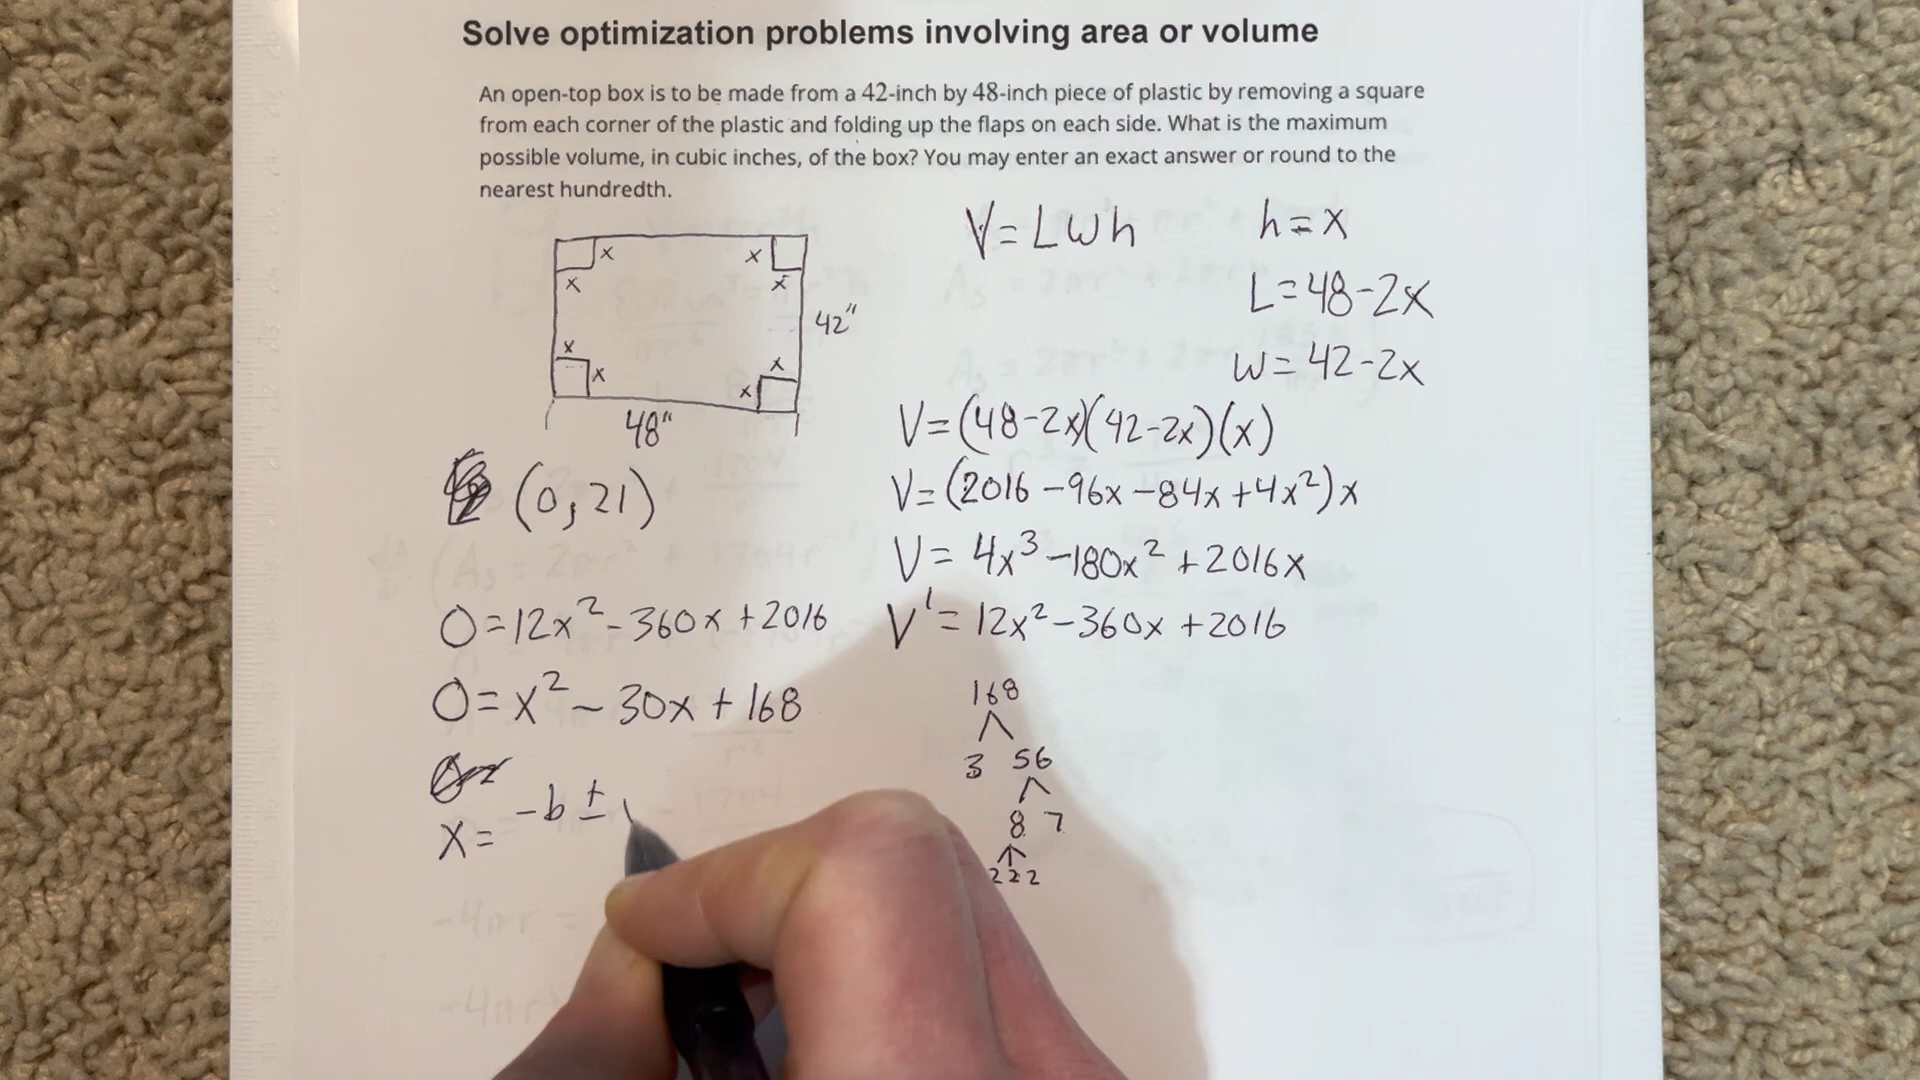 Solve optimization problems involving area or volume
An open-top box is to be made from a 42-inch by 48-inch piece of plastic by removing a square
from each corner of the plastic and folding up the flaps on each side. What is the maximum
possible volume, in cubic inches, of the box? You may enter an exact answer or round to the
nearest hundredth.
V=LWh h=x
L=48-2x
W=42-2x
x x
x x
42"
x x
x x
48"
V=(48-2x)(42-2x)(x)
(0,21)
V=(2016-96x-84x+4x²)x
V=4x³-180x²+2016x
V'=12x²-360x+2016
0=12x²-360x+2016
0=x²-30x+168
x= -b±
168
3 56
8 7
2 2 2